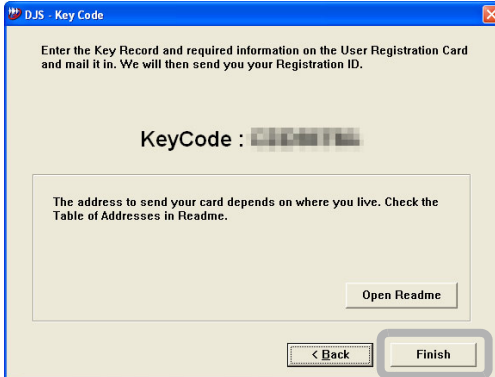 DJS - Key Code
Enter the Key Record and required information on the User Registration Card
and mail it in. We will then send you your Registration ID.
KeyCode :
The address to send your card depends on where you live. Check the
Table of Addresses in Readme.
Open Readme
< Back
Finish